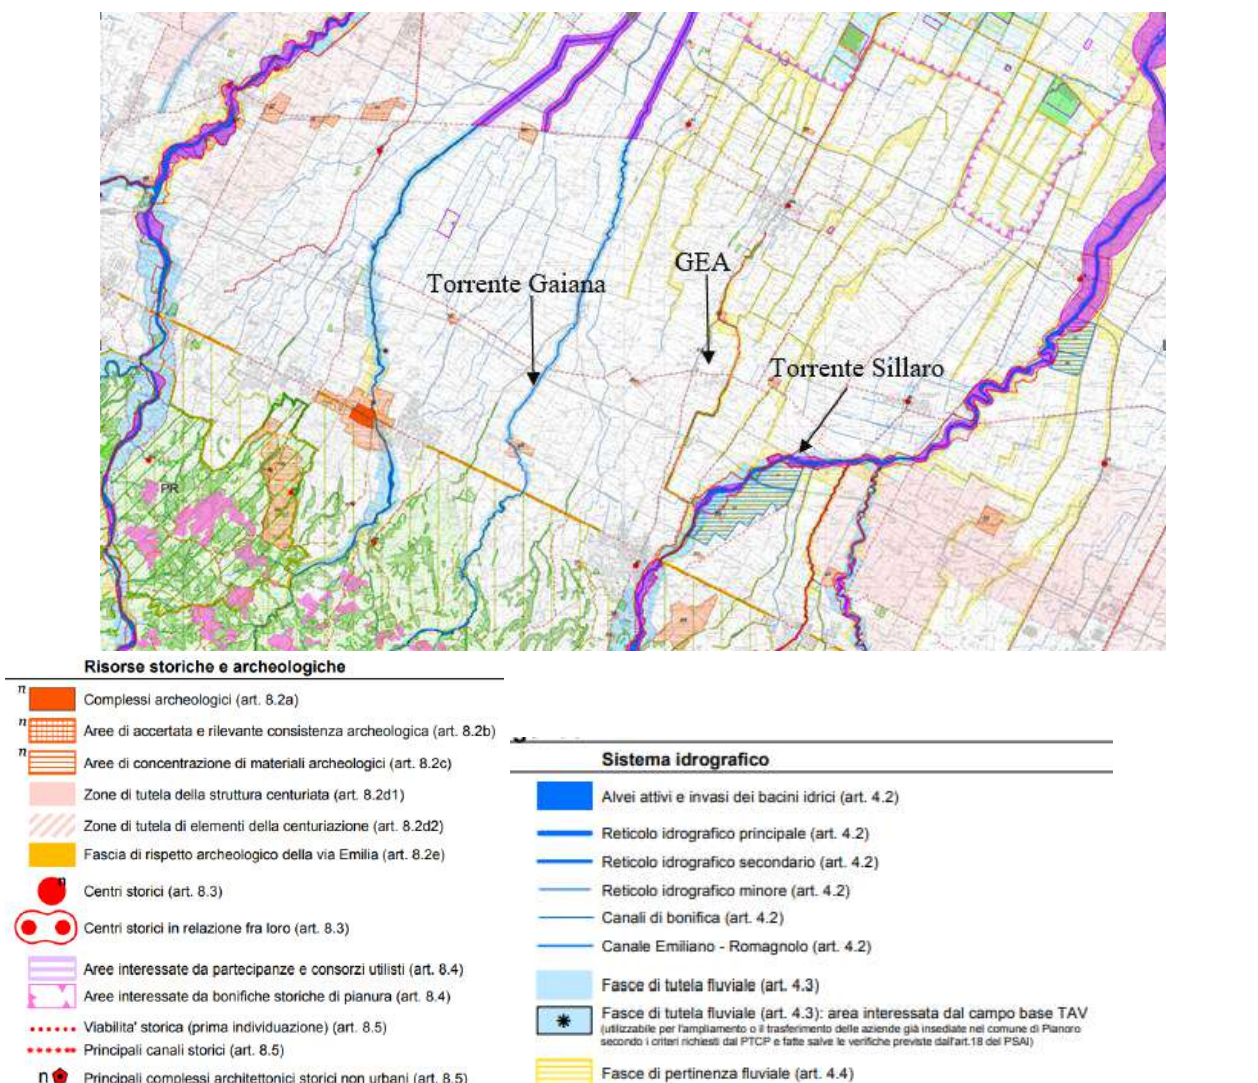 GEA
Torrente Gaiana
Torrente Sillaro
PR
Risorse storiche e archeologiche
n
Complessi archeologici (art. 8.2a)
n
Aree di accertata e rilevante consistenza archeologica (art. 8.2b)
n
Aree di concentrazione di materiali archeologici (art. 8.2c)
Zone di tutela della struttura centuriata (art. 8.2d1)
Zone di tutela di elementi della centuriazione (art. 8.2d2)
Fascia di rispetto archeologico della via Emilia (art. 8.2e)
n
Centri storici (art. 8.3)
Centri storici in relazione fra loro (art. 8.3)
Aree interessate da partecipanze e consorzi utilisti (art. 8.4)
Aree interessate da bonifiche storiche di pianura (art. 8.4)
Viabilita' storica (prima individuazione) (art. 8.5)
Principali canali storici (art. 8.5)
n
Principali complessi architettonici storici non urbani (art. 8.5)
Sistema idrografico
Alvei attivi e invasi dei bacini idrici (art. 4.2)
Reticolo idrografico principale (art. 4.2)
Reticolo idrografico secondario (art. 4.2)
Reticolo idrografico minore (art. 4.2)
Canali di bonifica (art. 4.2)
Canale Emiliano - Romagnolo (art. 4.2)
Fasce di tutela fluviale (art. 4.3)
Fasce di tutela fluviale (art. 4.3): area interessata dal campo base TAV
(utilizzabile per l'ampliamento o il trasferimento delle aziende già insediate nel comune di Pianoro
secondo i criteri richiesti dal PTCP e fatte salve le verifiche previste dall'art.18 del PSAI)
Fasce di pertinenza fluviale (art. 4.4)